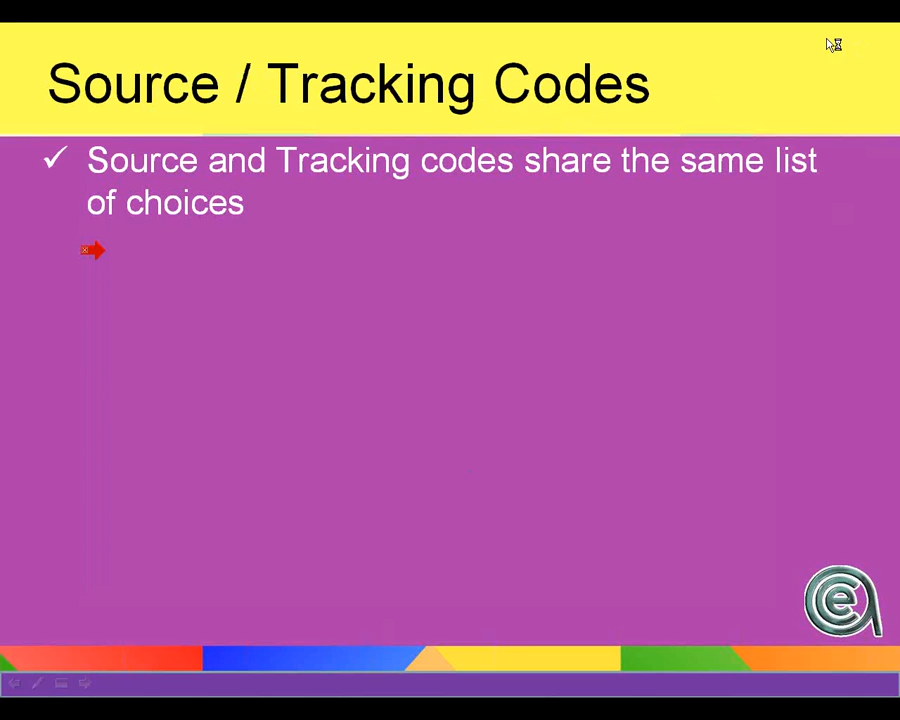 Source / Tracking Codes
✓ Source and Tracking codes share the same list
of choices